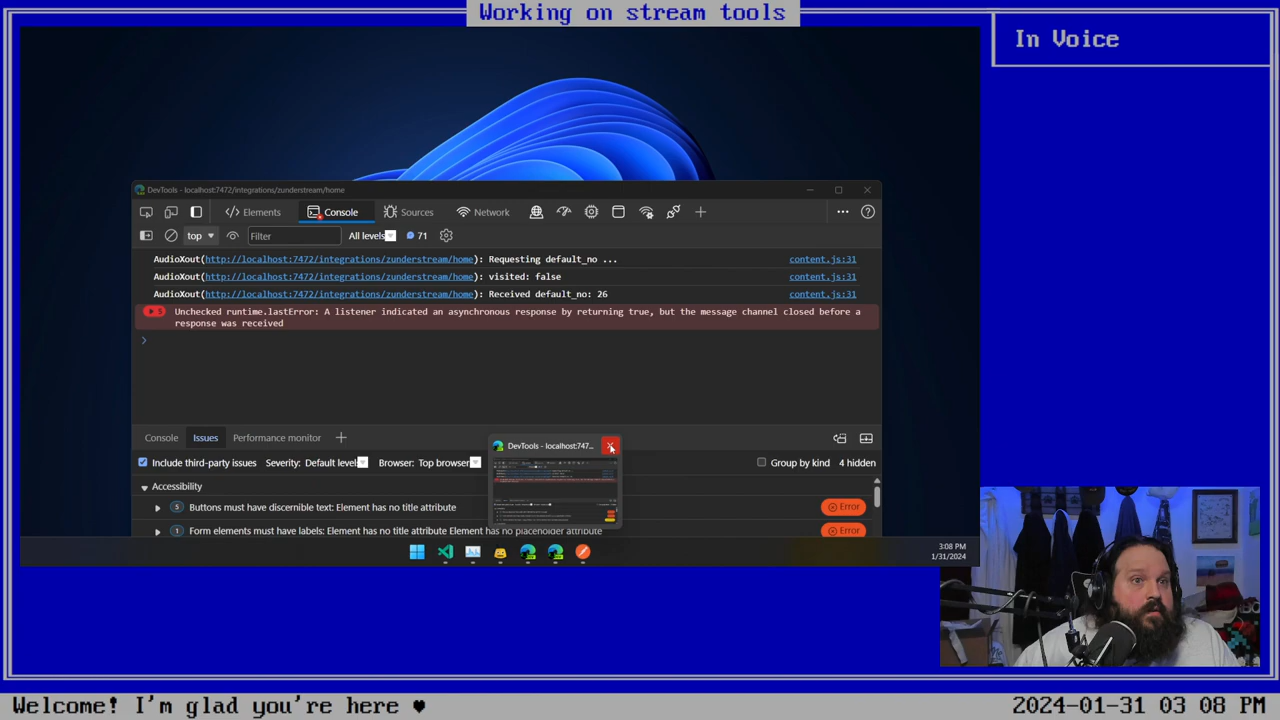 Working on stream tools
In Voice
DevTools - localhost:7472/integrations/zunderstream/home
Elements
Console
Sources
Network
top
Filter
All levels
71
AudioXout(http://localhost:7472/integrations/zunderstream/home): Requesting default_no ...
content.js:31
AudioXout(http://localhost:7472/integrations/zunderstream/home): visited: false
content.js:31
AudioXout(http://localhost:7472/integrations/zunderstream/home): Received default_no: 26
content.js:31
5
Unchecked runtime.lastError: A listener indicated an asynchronous response by returning true, but the message channel closed before a
response was received
Console
Issues
Performance monitor
DevTools - localhost:747...
Include third-party issues
Severity: Default level
Browser: Top browser
Group by kind
4 hidden
Accessibility
5
Buttons must have discernible text: Element has no title attribute
Error
1
Form elements must have labels: Element has no title attribute Element has no placeholder attribute
Error
3:08 PM
1/31/2024
Welcome! I'm glad you're here ♥
2024-01-31 03 08 PM